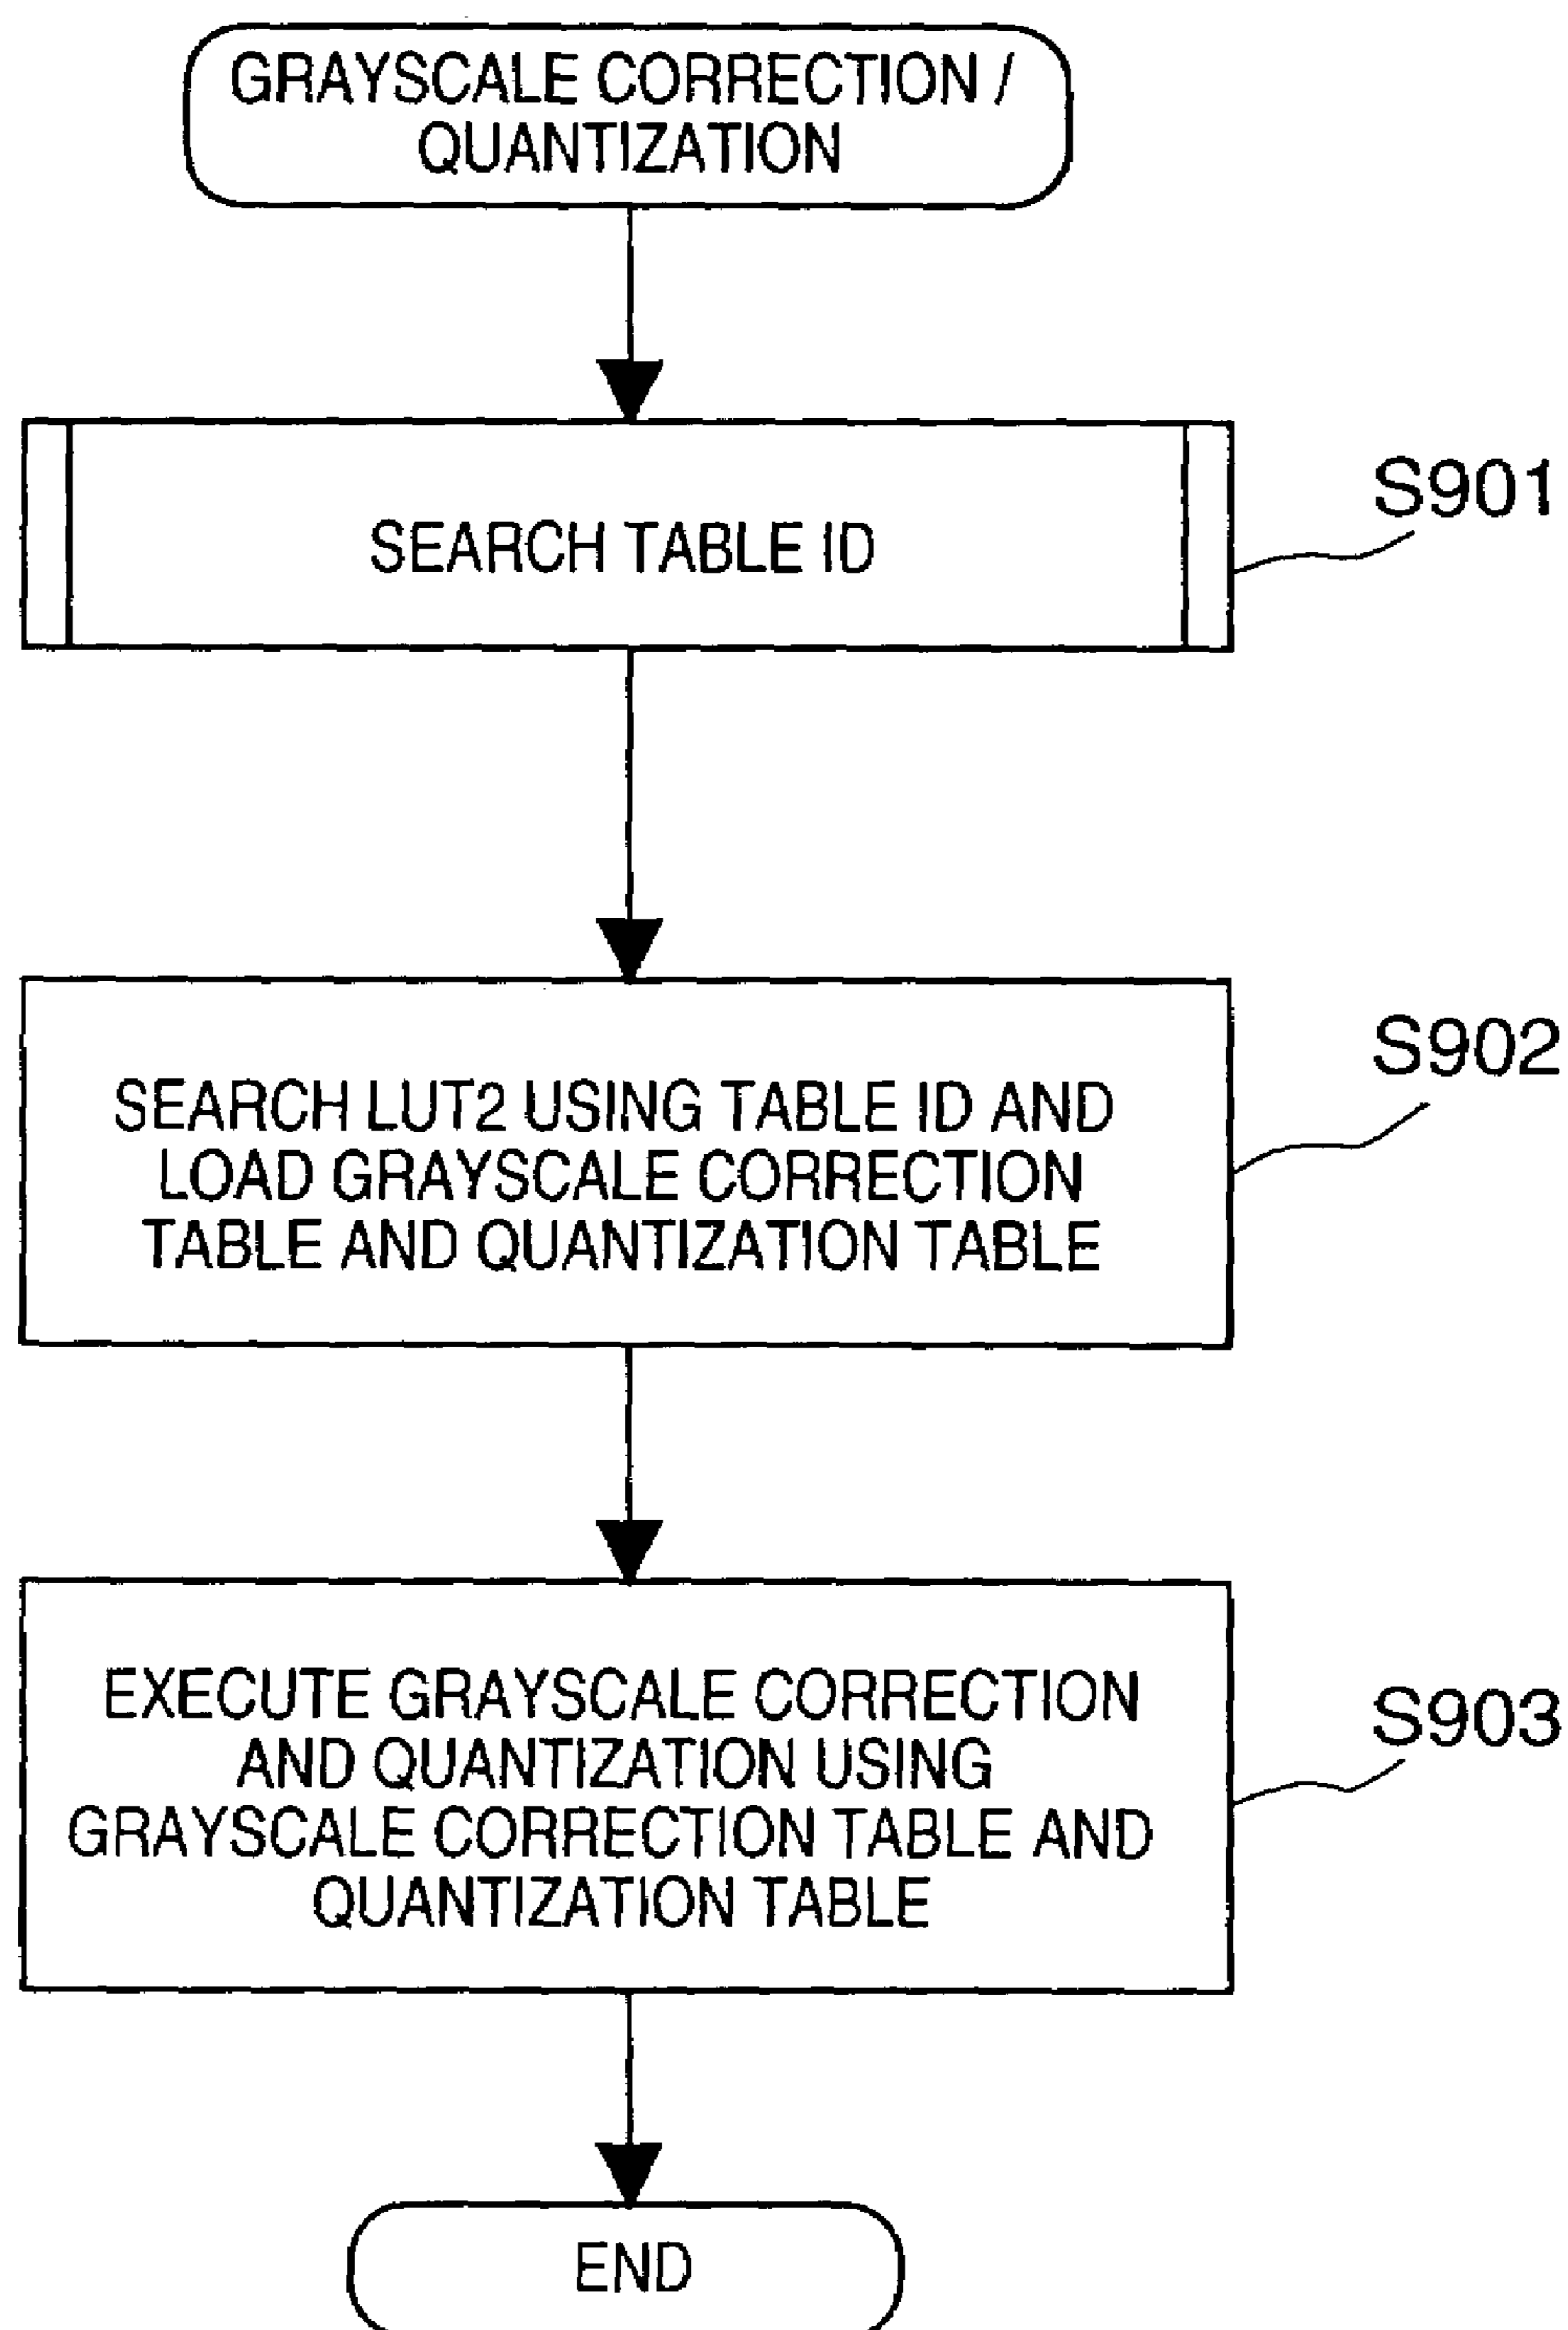 GRAYSCALE CORRECTION /
QUANTIZATION
SEARCH TABLE ID
S901
SEARCH LUT2 USING TABLE ID AND
LOAD GRAYSCALE CORRECTION
TABLE AND QUANTIZATION TABLE
S902
EXECUTE GRAYSCALE CORRECTION
AND QUANTIZATION USING
GRAYSCALE CORRECTION TABLE AND
QUANTIZATION TABLE
S903
END